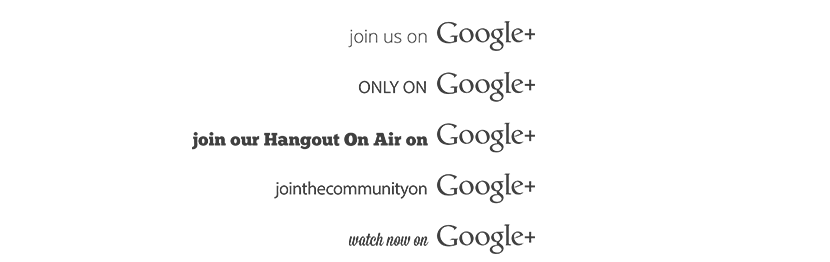 join us on Google+
ONLY ON Google+
join our Hangout On Air on Google+
jointhecommunityon Google+
watch now on Google+